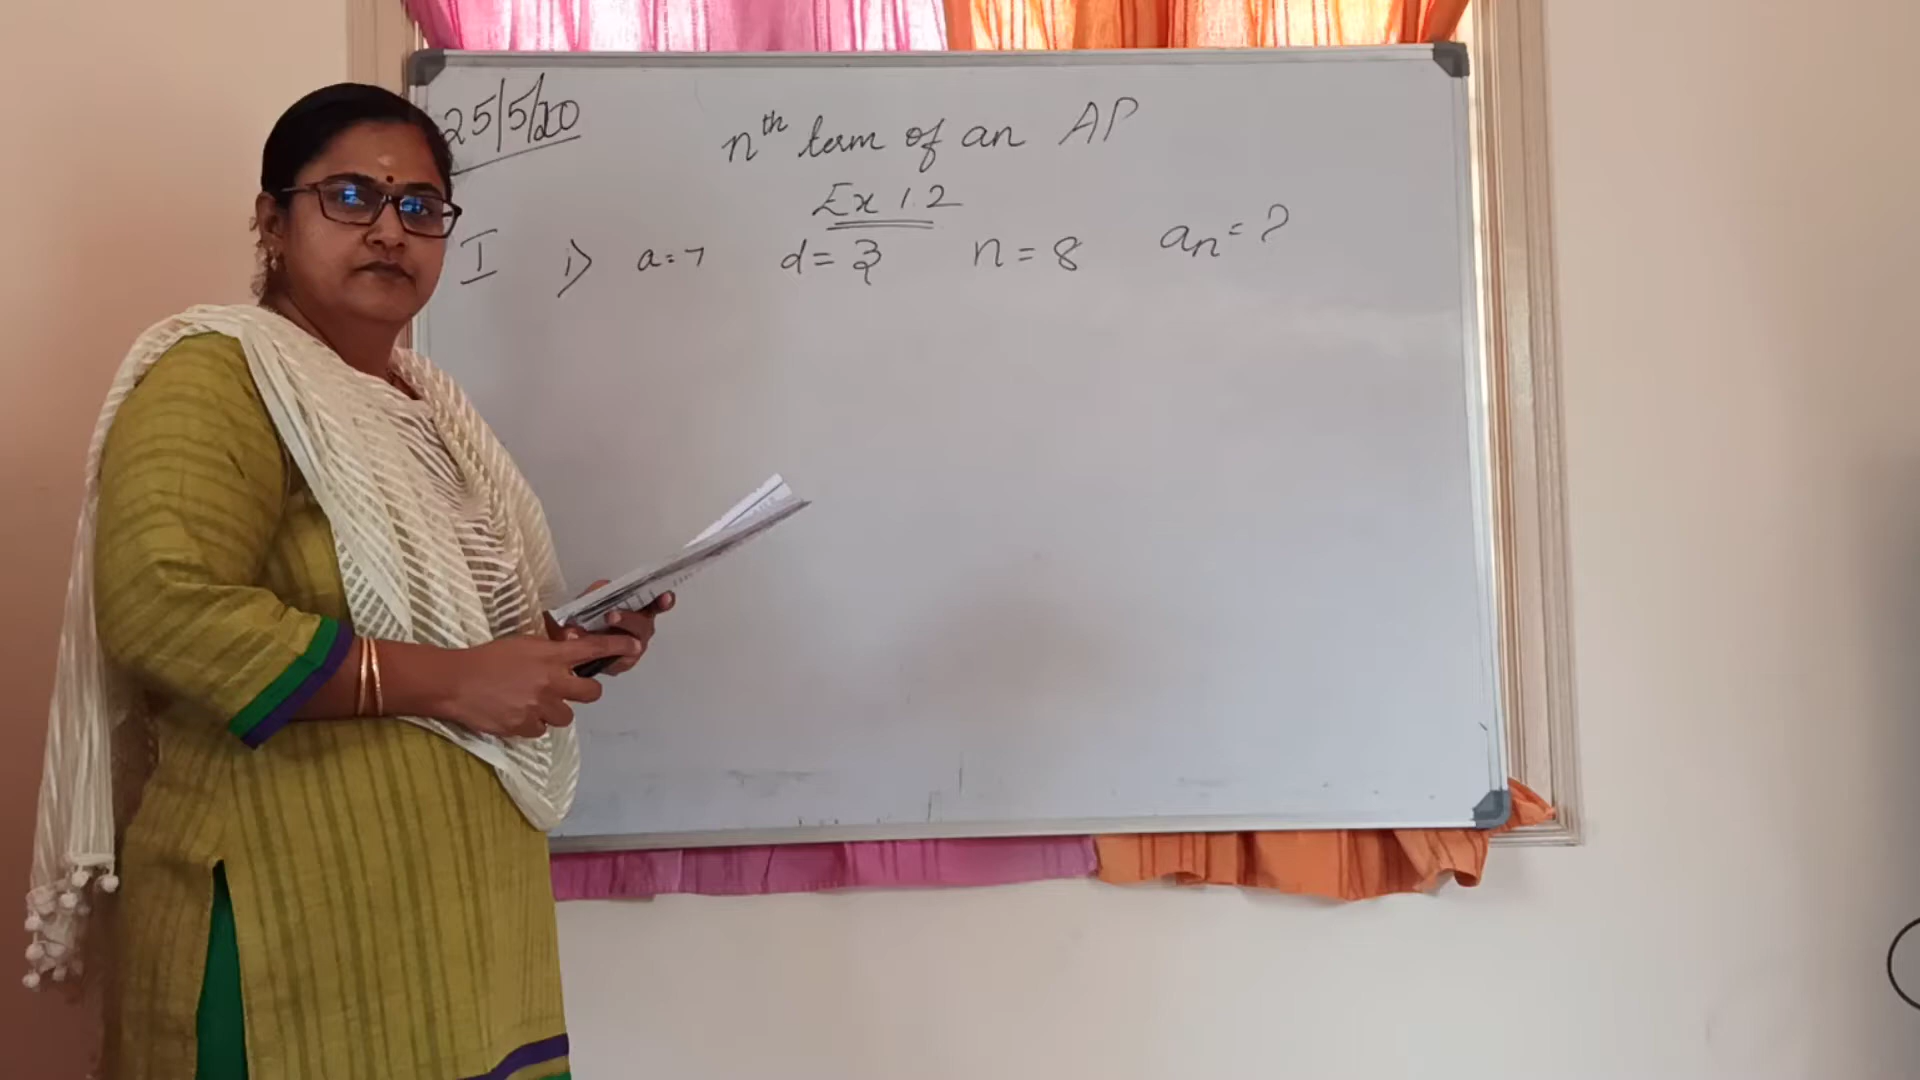 25/5/20
nth term of an AP
Ex 1.2
I i) a=7 d=3 n=8 an=?